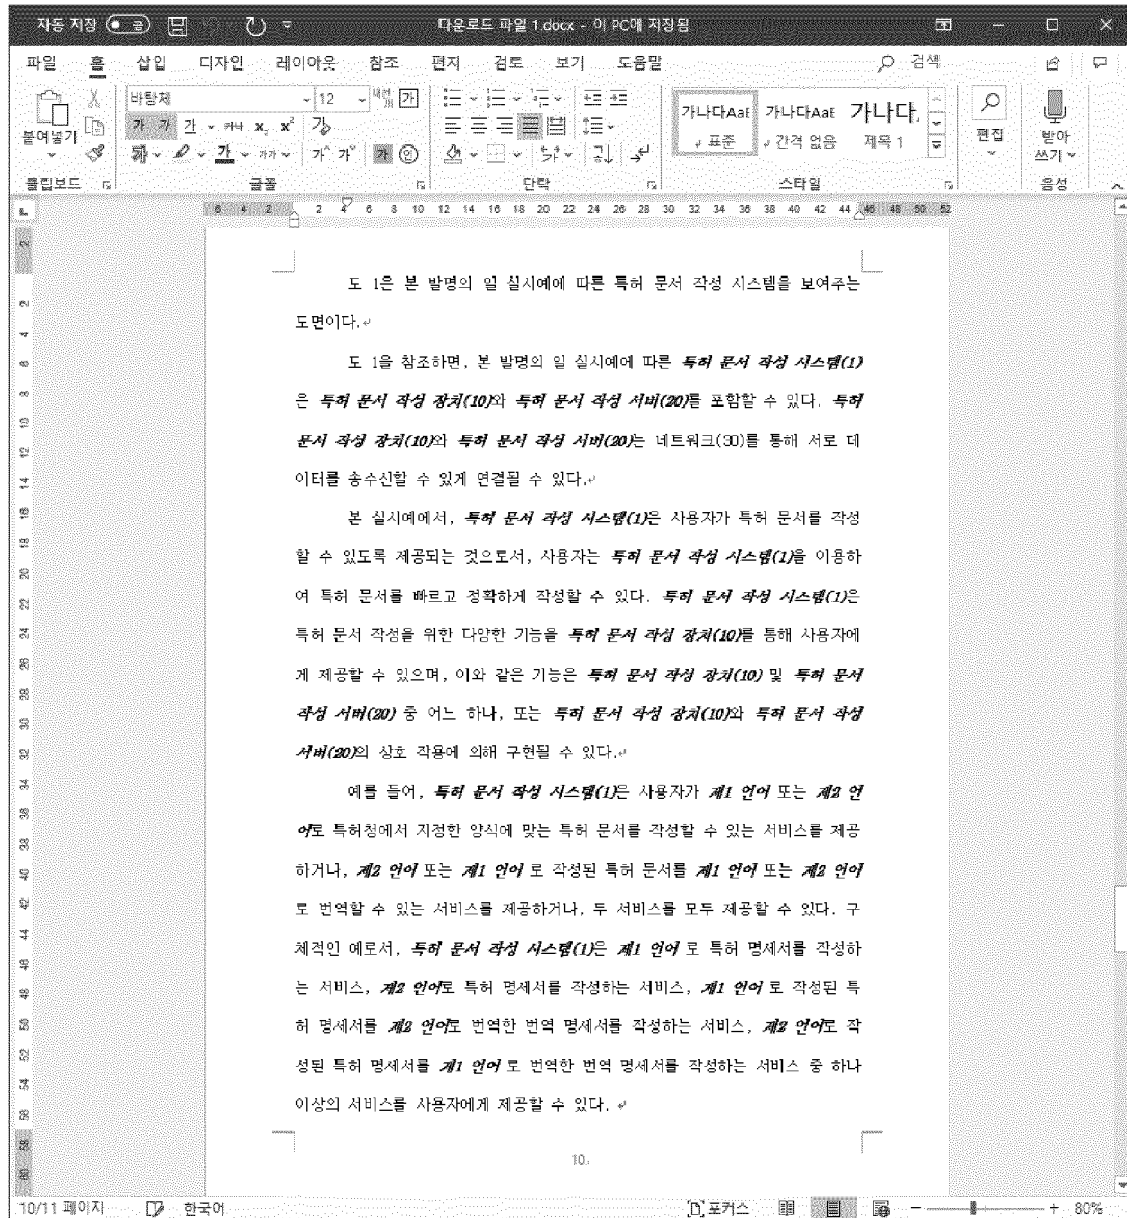 자동 저장 끔 다운로드 파일 1.docx - 이 PC에 저장됨
파일 홈 삽입 디자인 레이아웃 참조 편지 검토 보기 도움말 검색
바탕체 12
붙여넣기
가나다AaE 가나다AaE 가나다.
표준 간격 없음 제목 1
편집 받아쓰기
클립보드 글꼴 단락 스타일 음성
6 4 2 2 4 6 8 10 12 14 16 18 20 22 24 26 28 30 32 34 36 38 40 42 44 46 48 50 52
도 1은 본 발명의 일 실시예에 따른 특허 문서 작성 시스템을 보여주는
도면이다.
도 1을 참조하면, 본 발명의 일 실시예에 따른 특허 문서 작성 시스템(1)
은 특허 문서 작성 장치(10)와 특허 문서 작성 서버(20)를 포함할 수 있다. 특허
문서 작성 장치(10)와 특허 문서 작성 서버(20)는 네트워크(30)를 통해 서로 데
이터를 송수신할 수 있게 연결될 수 있다.
본 실시예에서, 특허 문서 작성 시스템(1)은 사용자가 특허 문서를 작성
할 수 있도록 제공되는 것으로서, 사용자는 특허 문서 작성 시스템(1)을 이용하
여 특허 문서를 빠르고 정확하게 작성할 수 있다. 특허 문서 작성 시스템(1)은
특허 문서 작성을 위한 다양한 기능을 특허 문서 작성 장치(10)를 통해 사용자에
게 제공할 수 있으며, 이와 같은 기능은 특허 문서 작성 장치(10) 및 특허 문서
작성 서버(20) 중 어느 하나, 또는 특허 문서 작성 장치(10)와 특허 문서 작성
서버(20)의 상호 작용에 의해 구현될 수 있다.
예를 들어, 특허 문서 작성 시스템(1)은 사용자가 제1 언어 또는 제2 언
어로 특허청에서 지정한 양식에 맞는 특허 문서를 작성할 수 있는 서비스를 제공
하거나, 제2 언어 또는 제1 언어 로 작성된 특허 문서를 제1 언어 또는 제2 언어
로 번역할 수 있는 서비스를 제공하거나, 두 서비스를 모두 제공할 수 있다. 구
체적인 예로서, 특허 문서 작성 시스템(1)은 제1 언어 로 특허 명세서를 작성하
는 서비스, 제2 언어로 특허 명세서를 작성하는 서비스, 제1 언어 로 작성된 특
허 명세서를 제2 언어로 번역한 번역 명세서를 작성하는 서비스, 제2 언어로 작
성된 특허 명세서를 제1 언어 로 번역한 번역 명세서를 작성하는 서비스 중 하나
이상의 서비스를 사용자에게 제공할 수 있다.
10
10/11 페이지 한국어 포커스 80%